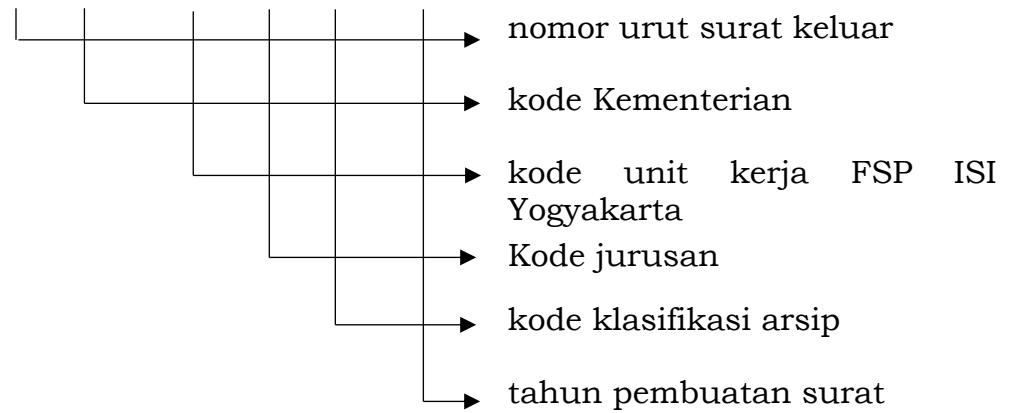 nomor urut surat keluar
kode Kementerian
kode unit kerja FSP ISI
Yogyakarta
Kode jurusan
kode klasifikasi arsip
tahun pembuatan surat